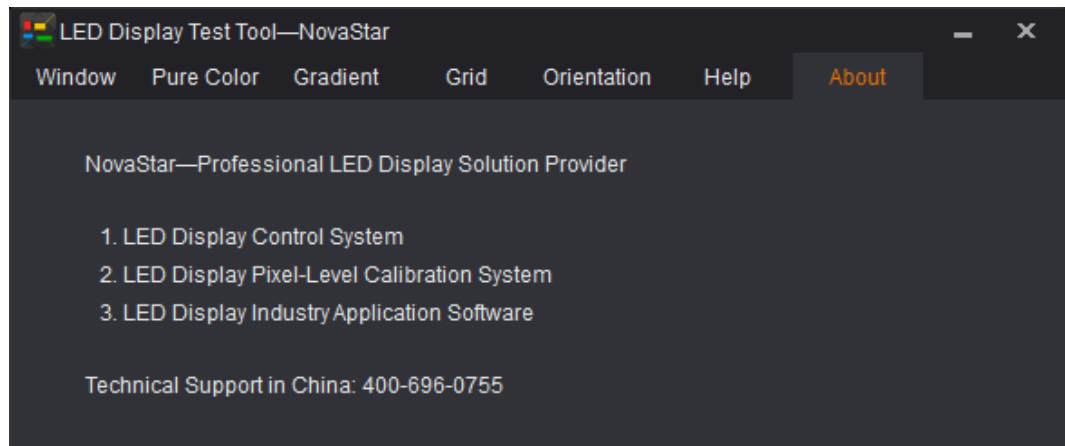 LED Display Test Tool—NovaStar
Window Pure Color Gradient Grid Orientation Help About
NovaStar—Professional LED Display Solution Provider
1. LED Display Control System
2. LED Display Pixel-Level Calibration System
3. LED Display Industry Application Software
Technical Support in China: 400-696-0755